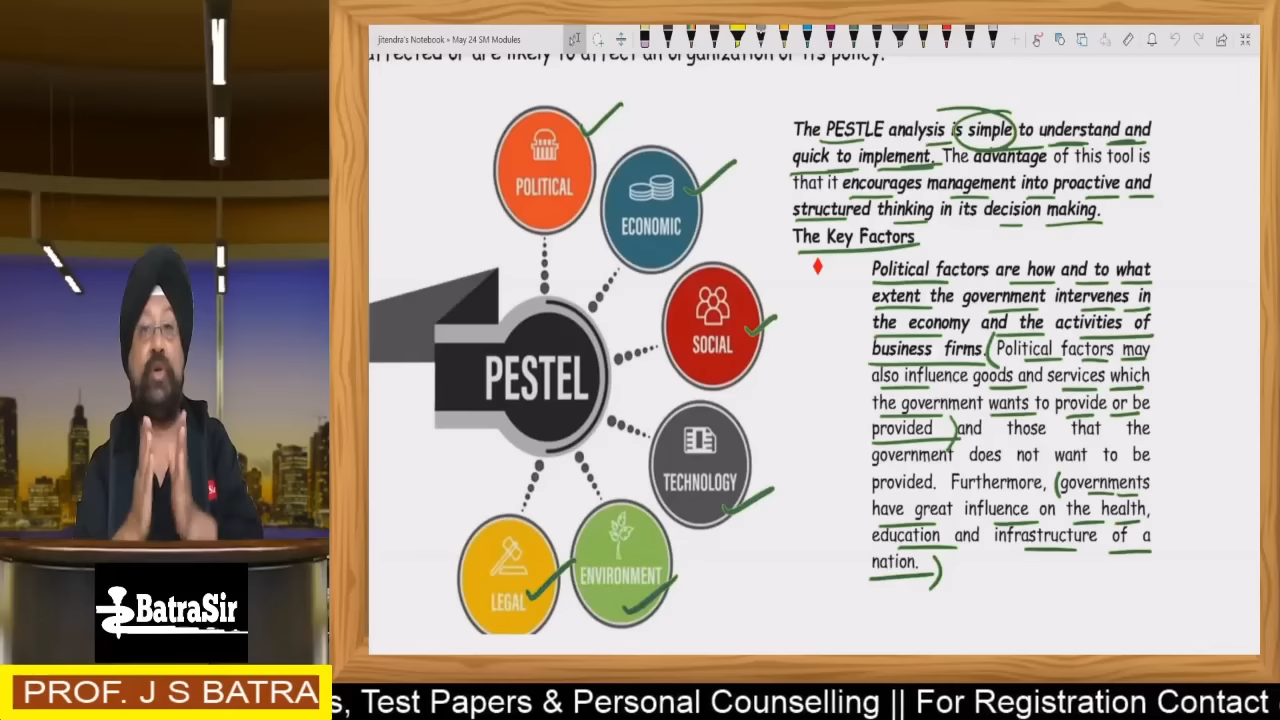 jitendra's Notebook » May 24 SM Modules
affected or are likely to affect an organization or its policy.
POLITICAL
ECONOMIC
SOCIAL
PESTEL
TECHNOLOGY
ENVIRONMENT
LEGAL
The PESTLE analysis is simple to understand and
quick to implement. The advantage of this tool is
that it encourages management into proactive and
structured thinking in its decision making.
The Key Factors
Political factors are how and to what
extent the government intervenes in
the economy and the activities of
business firms. Political factors may
also influence goods and services which
the government wants to provide or be
provided and those that the
government does not want to be
provided. Furthermore, governments
have great influence on the health,
education and infrastructure of a
nation.
BatraSir
PROF. J S BATRA
s, Test Papers & Personal Counselling || For Registration Contact